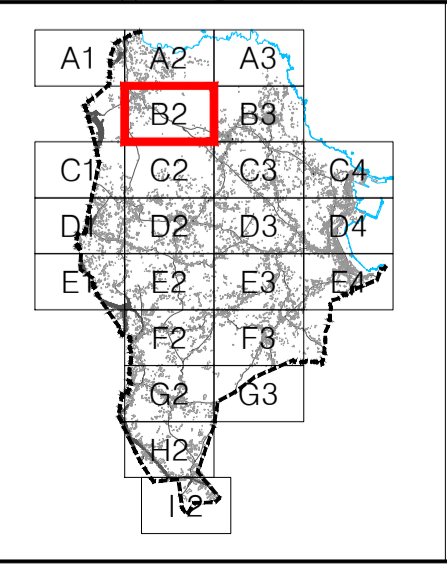 A1 A2 A3
B2 B3
C1 C2 C3 C4
D1 D2 D3 D4
E1 E2 E3 E4
F2 F3
G2 G3
H2
I2